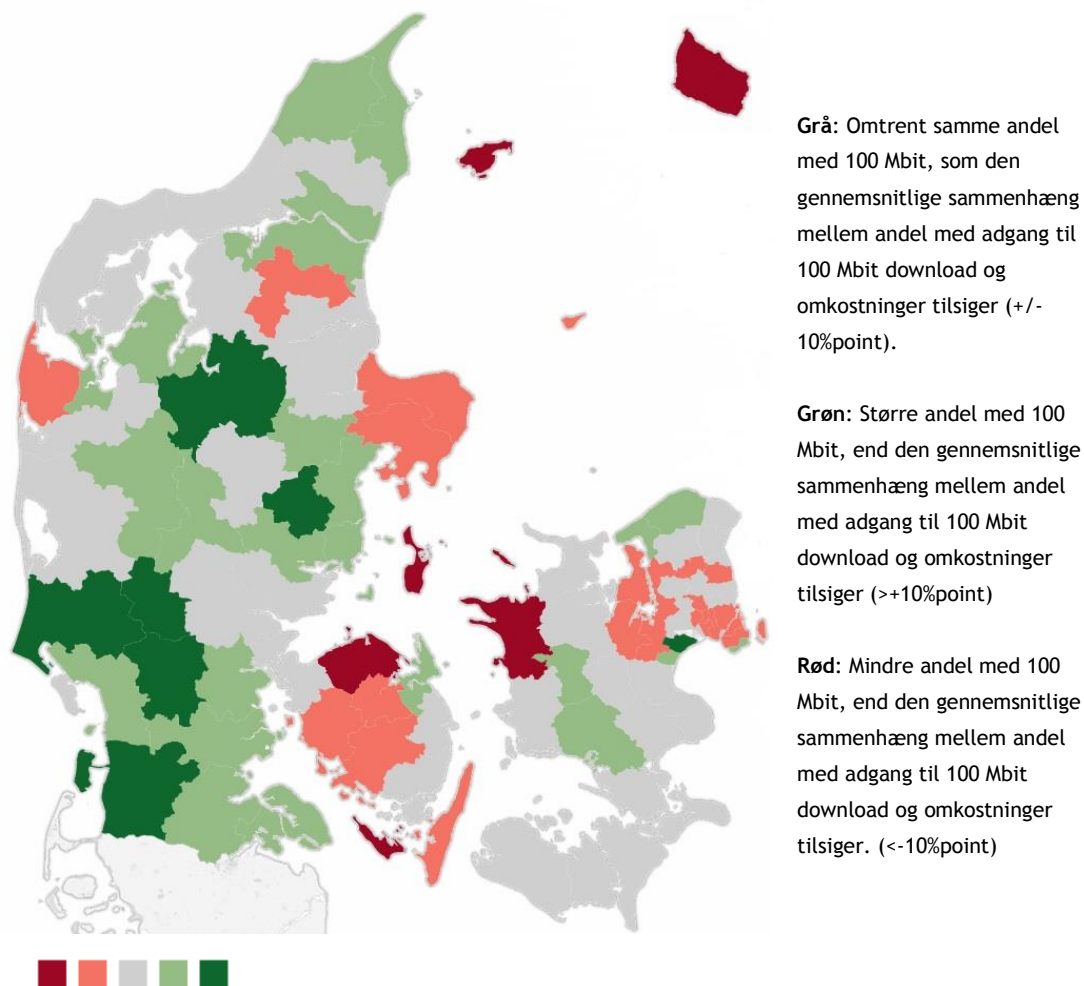 Grå: Omtrent samme andel
med 100 Mbit, som den
gennemsnitlige sammenhæng
mellem andel med adgang til
100 Mbit download og
omkostninger tilsiger (+/-
10%point).
Grøn: Større andel med 100
Mbit, end den gennemsnitlige
sammenhæng mellem andel
med adgang til 100 Mbit
download og omkostninger
tilsiger (>+10%point)
Rød: Mindre andel med 100
Mbit, end den gennemsnitlige
sammenhæng mellem andel
med adgang til 100 Mbit
download og omkostninger
tilsiger. (<-10%point)